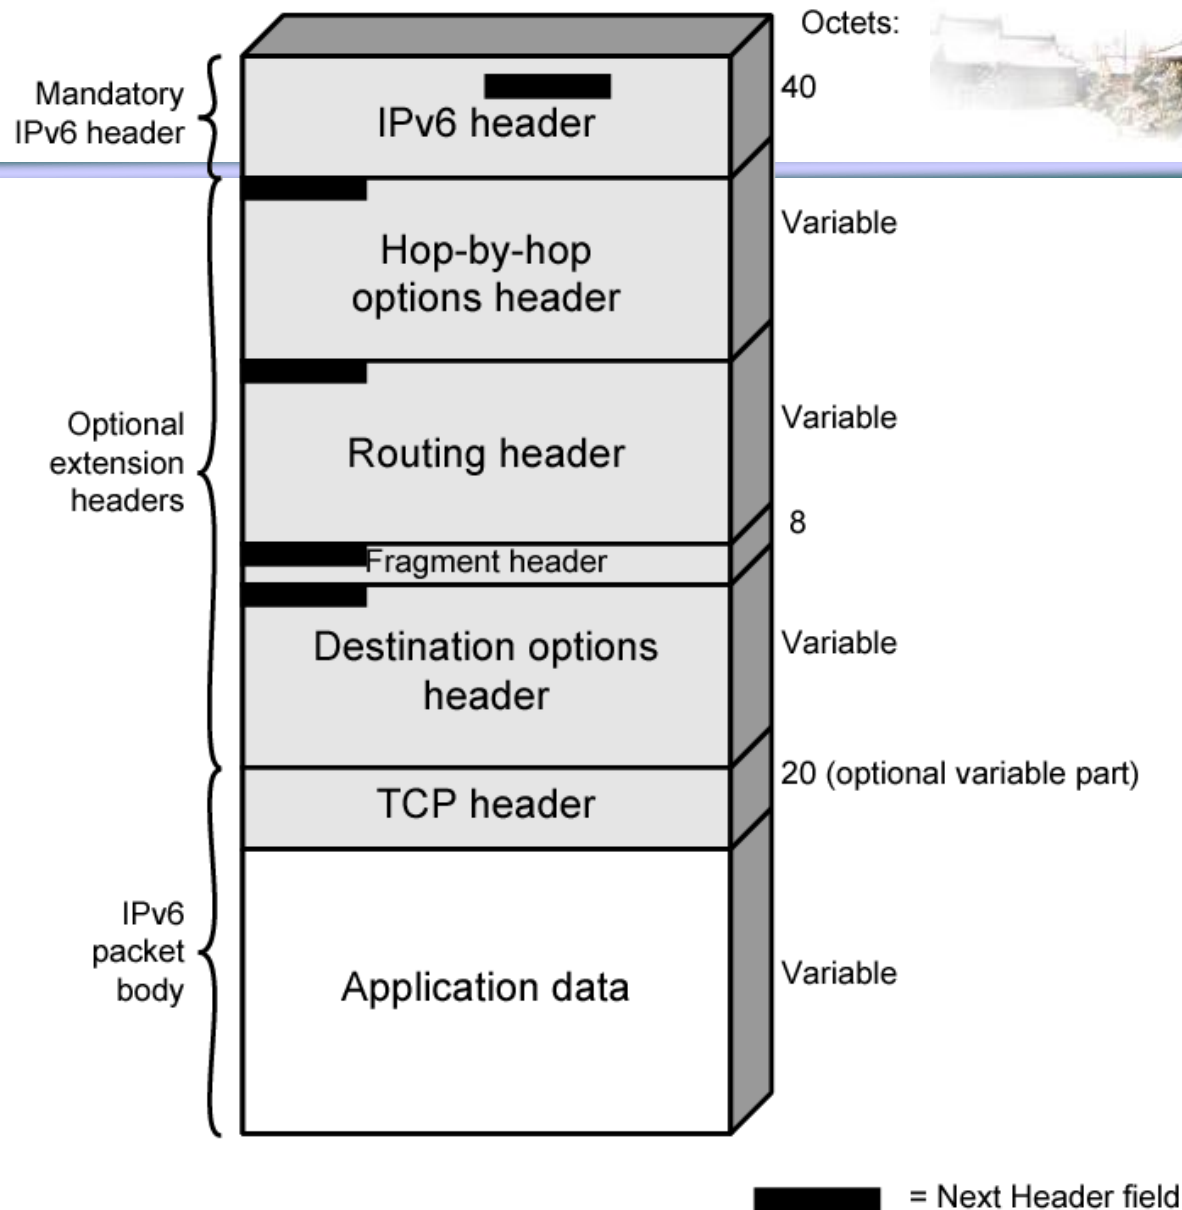 Octets:
Mandatory
IPv6 header
IPv6 header
40
Hop-by-hop
options header
Variable
Optional
extension
headers
Routing header
Variable
Fragment header
8
Destination options
header
Variable
TCP header
20 (optional variable part)
IPv6
packet
body
Application data
Variable
= Next Header field